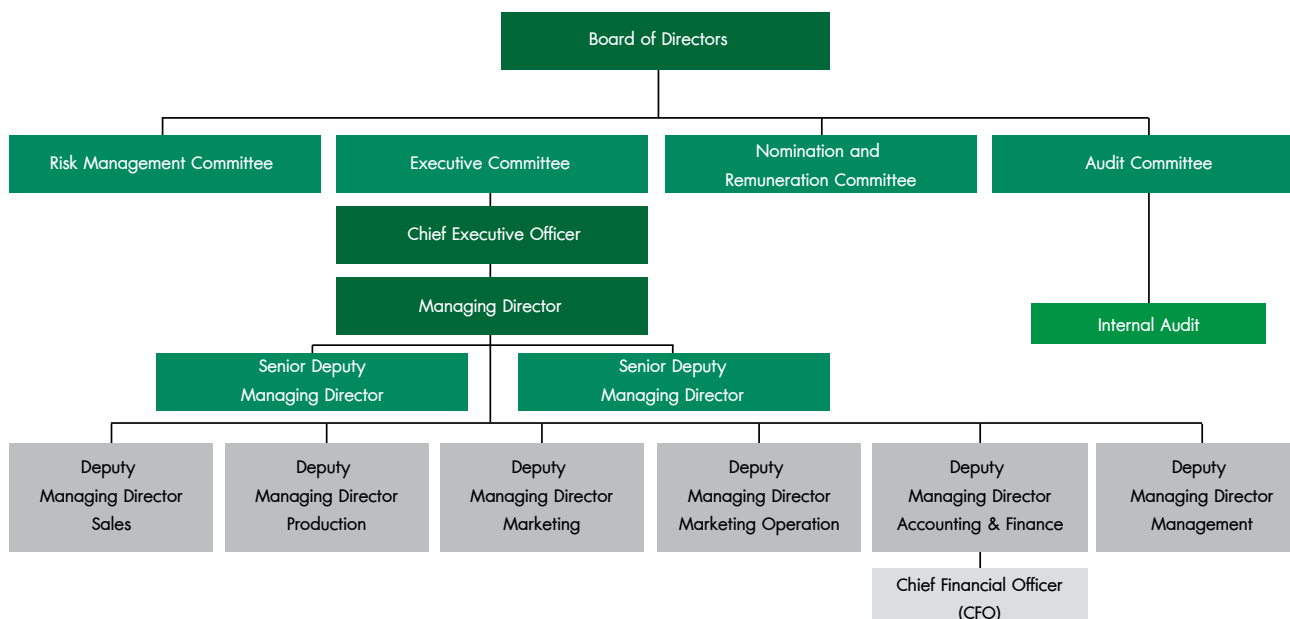 Board of Directors
Risk Management Committee
Executive Committee
Nomination and
Remuneration Committee
Audit Committee
Chief Executive Officer
Managing Director
Internal Audit
Senior Deputy
Managing Director
Senior Deputy
Managing Director
Deputy
Managing Director
Sales
Deputy
Managing Director
Production
Deputy
Managing Director
Marketing
Deputy
Managing Director
Marketing Operation
Deputy
Managing Director
Accounting & Finance
Deputy
Managing Director
Management
Chief Financial Officer
(CFO)